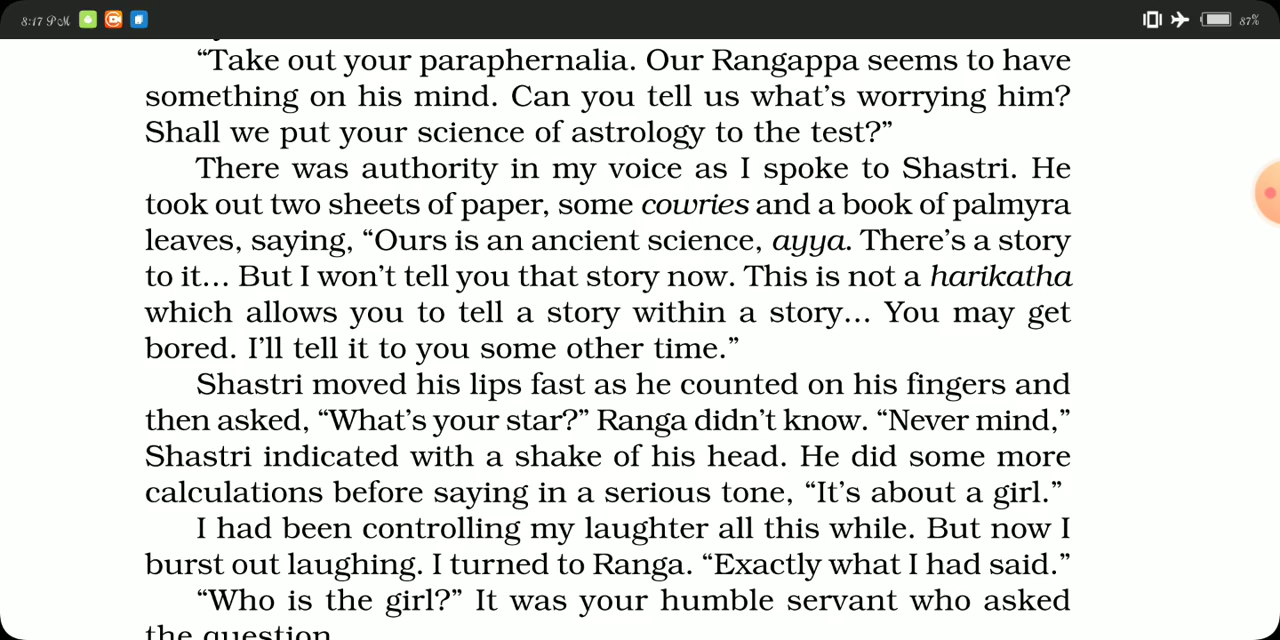 8:17 PM
87%
“Take out your paraphernalia. Our Rangappa seems to have
something on his mind. Can you tell us what’s worrying him?
Shall we put your science of astrology to the test?”
There was authority in my voice as I spoke to Shastri. He
took out two sheets of paper, some cowries and a book of palmyra
leaves, saying, “Ours is an ancient science, ayya. There’s a story
to it... But I won’t tell you that story now. This is not a harikatha
which allows you to tell a story within a story... You may get
bored. I’ll tell it to you some other time.”
Shastri moved his lips fast as he counted on his fingers and
then asked, “What’s your star?” Ranga didn’t know. “Never mind,”
Shastri indicated with a shake of his head. He did some more
calculations before saying in a serious tone, “It’s about a girl.”
I had been controlling my laughter all this while. But now I
burst out laughing. I turned to Ranga. “Exactly what I had said.”
“Who is the girl?” It was your humble servant who asked
the question